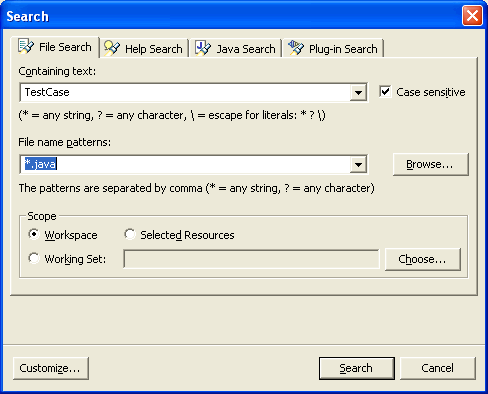 Search
File Search Help Search Java Search Plug-in Search
Containing text:
TestCase Case sensitive
(* = any string, ? = any character, \ = escape for literals: * ? \)
File name patterns:
*.java Browse...
The patterns are separated by comma (* = any string, ? = any character)
Scope
Workspace Selected Resources
Working Set: Choose...
Customize... Search Cancel